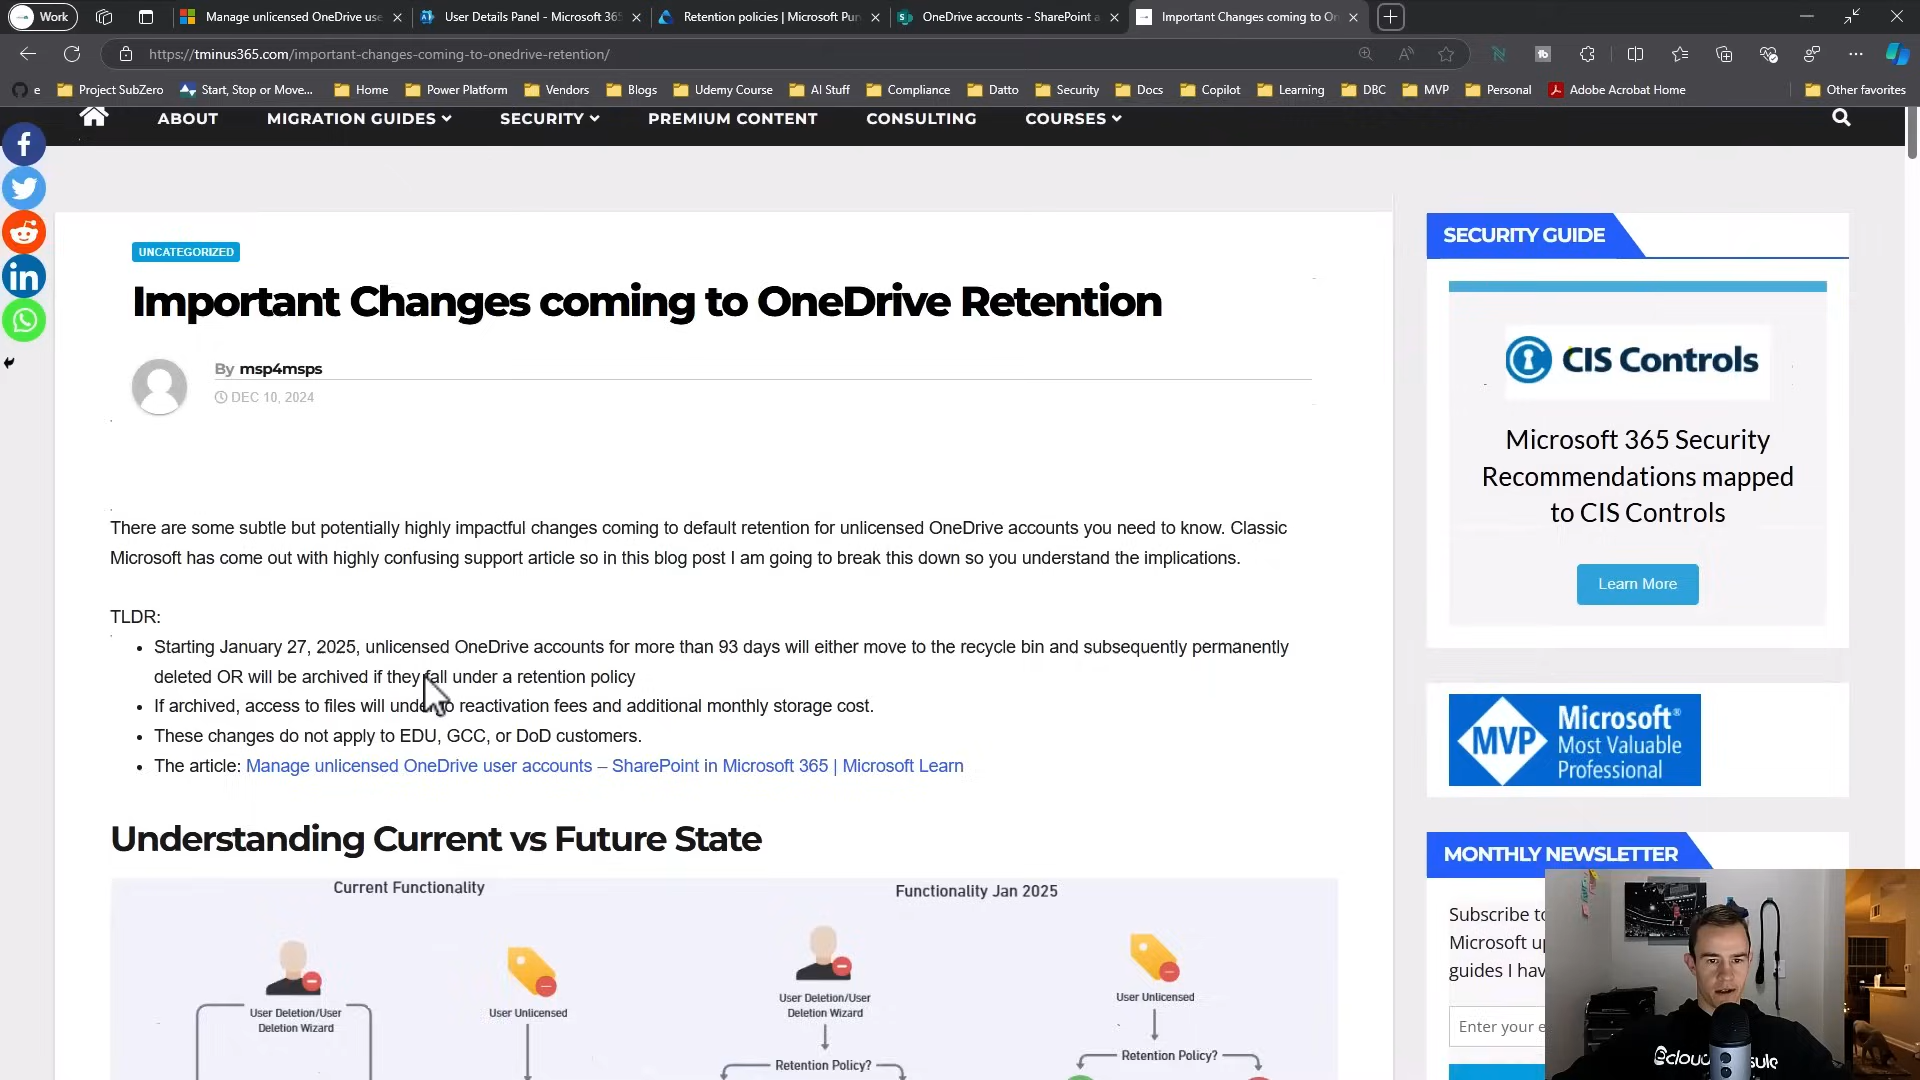 Work
Manage unlicensed OneDrive use
User Details Panel - Microsoft 365
Retention policies | Microsoft Pur
OneDrive accounts - SharePoint a
Important Changes coming to On
https://tminus365.com/important-changes-coming-to-onedrive-retention/
e
Project SubZero
Start, Stop or Move...
Home
Power Platform
Vendors
Blogs
Udemy Course
AI Stuff
Compliance
Datto
Security
Docs
Copilot
Learning
DBC
MVP
Personal
Adobe Acrobat Home
Other favorites
ABOUT
MIGRATION GUIDES
SECURITY
PREMIUM CONTENT
CONSULTING
COURSES
UNCATEGORIZED
Important Changes coming to OneDrive Retention
By msp4msps
DEC 10, 2024
There are some subtle but potentially highly impactful changes coming to default retention for unlicensed OneDrive accounts you need to know. Classic
Microsoft has come out with highly confusing support article so in this blog post I am going to break this down so you understand the implications.
TLDR:
• Starting January 27, 2025, unlicensed OneDrive accounts for more than 93 days will either move to the recycle bin and subsequently permanently
deleted OR will be archived if they fall under a retention policy
• If archived, access to files will reactivation fees and additional monthly storage cost.
• These changes do not apply to EDU, GCC, or DoD customers.
• The article: Manage unlicensed OneDrive user accounts – SharePoint in Microsoft 365 | Microsoft Learn
Understanding Current vs Future State
Current Functionality
Functionality Jan 2025
User Deletion/User
Deletion Wizard
User Unlicensed
User Deletion/User
Deletion Wizard
User Unlicensed
Retention Policy?
Retention Policy?
SECURITY GUIDE
CIS Controls
Microsoft 365 Security
Recommendations mapped
to CIS Controls
Learn More
MVP
Microsoft®
Most Valuable
Professional
MONTHLY NEWSLETTER
Subscribe to
Microsoft
guides I
Enter your